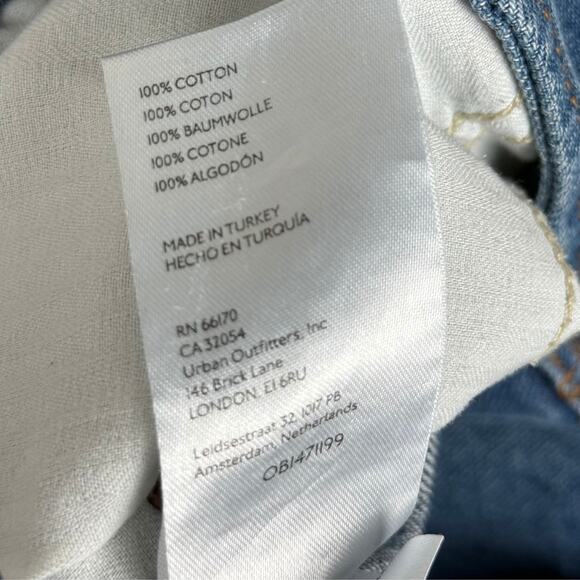 100% COTTON
100% COTON
100% BAUMWOLLE
100% COTONE
100% ALGODÓN
MADE IN TURKEY
HECHO EN TURQUÍA
RN 66170
CA 32054
Urban Outfitters, Inc
146 Brick Lane
LONDON, E1 6RU
Leidsestraat 32, 1017 PB
Amsterdam, Netherlands
OB1471199